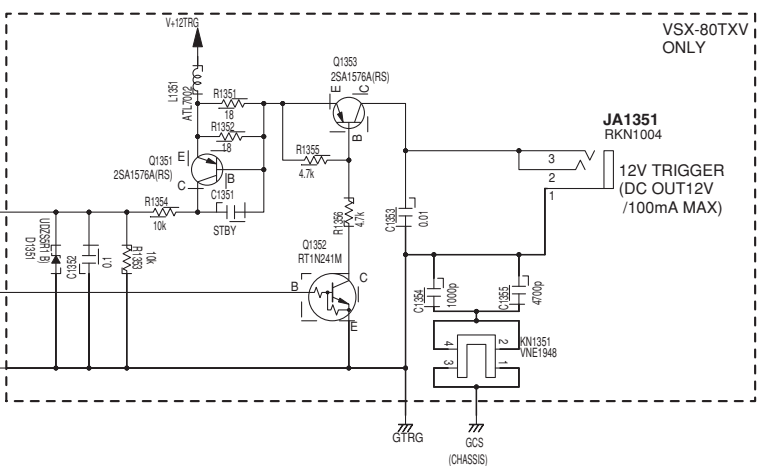 V+12TRG
VSX-80TXV
ONLY
Q1353
2SA1576A(RS)
L1351
ATL7002
R1351
18
E
C
B
JA1351
RKN1004
R1352
18
R1355
4.7k
3
2
1
12V TRIGGER
(DC OUT12V
/100mA MAX)
Q1351
2SA1576A(RS)
E
B
C
C1351
STBY
R1354
10k
R1356
4.7k
C1353
0.01
D1351
UDZS5R1(B)
C1352
0.1
R1353
10k
Q1352
RT1N241M
B
C
E
C1354
1000p
C1355
4700p
4
2
3
1
KN1351
VNE1948
GTRG
GCS
(CHASSIS)